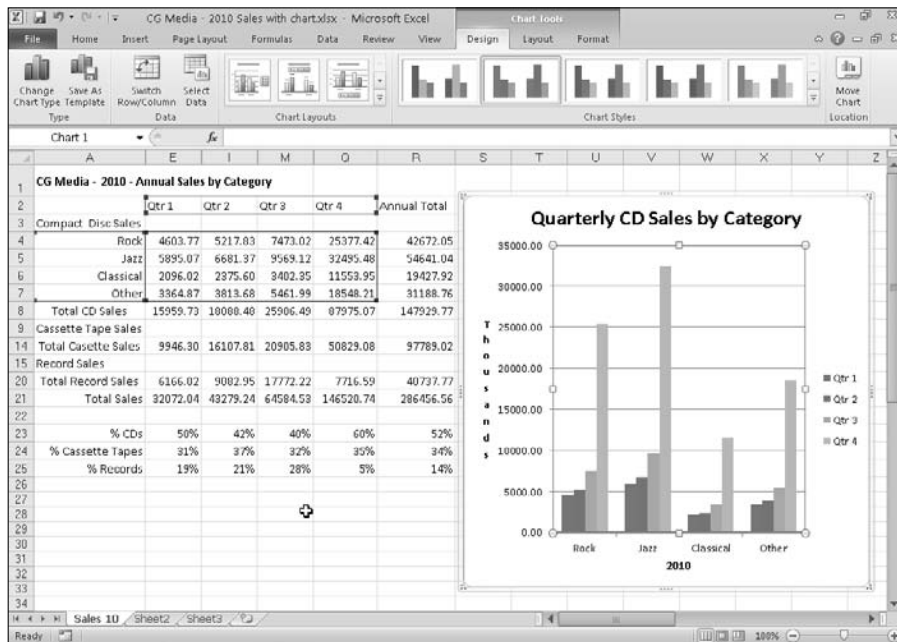 CG Media - 2010 Sales with chart.xlsx - Microsoft Excel
Chart Tools
File Home Insert Page Layout Formulas Data Review View Design Layout Format
Change Chart Type
Save As Template
Switch Row/Column
Select Data
Move Chart
Type Data Chart Layouts Chart Styles Location
Chart 1 fx
A E I M Q R S T U V W X Y Z
1 CG Media - 2010 - Annual Sales by Category
2 Qtr 1 Qtr 2 Qtr 3 Qtr 4 Annual Total
3 Compact Disc Sales
4 Rock 4603.77 5217.83 7473.02 25377.42 42672.05
5 Jazz 5895.07 6681.37 9569.12 32495.48 54641.04
6 Classical 2096.02 2375.60 3402.35 11553.95 19427.92
7 Other 3364.87 3813.68 5461.99 18548.21 31188.76
8 Total CD Sales 15959.73 18088.48 25906.49 87975.07 147929.77
9 Cassette Tape Sales
14 Total Casette Sales 9946.30 16107.81 20905.83 50829.08 97789.02
15 Record Sales
20 Total Record Sales 6166.02 9082.95 17772.22 7716.59 40737.77
21 Total Sales 32072.04 43279.24 64584.53 146520.74 286456.56
22
23 % CDs 50% 42% 40% 60% 52%
24 % Cassette Tapes 31% 37% 32% 35% 34%
25 % Records 19% 21% 28% 5% 14%
26
27
28
29
30
31
32
33
34
Quarterly CD Sales by Category
35000.00
30000.00
25000.00
20000.00
15000.00
10000.00
5000.00
0.00
Thousands
Rock Jazz Classical Other
2010
Qtr 1
Qtr 2
Qtr 3
Qtr 4
Sales 10 Sheet2 Sheet3
Ready 100%